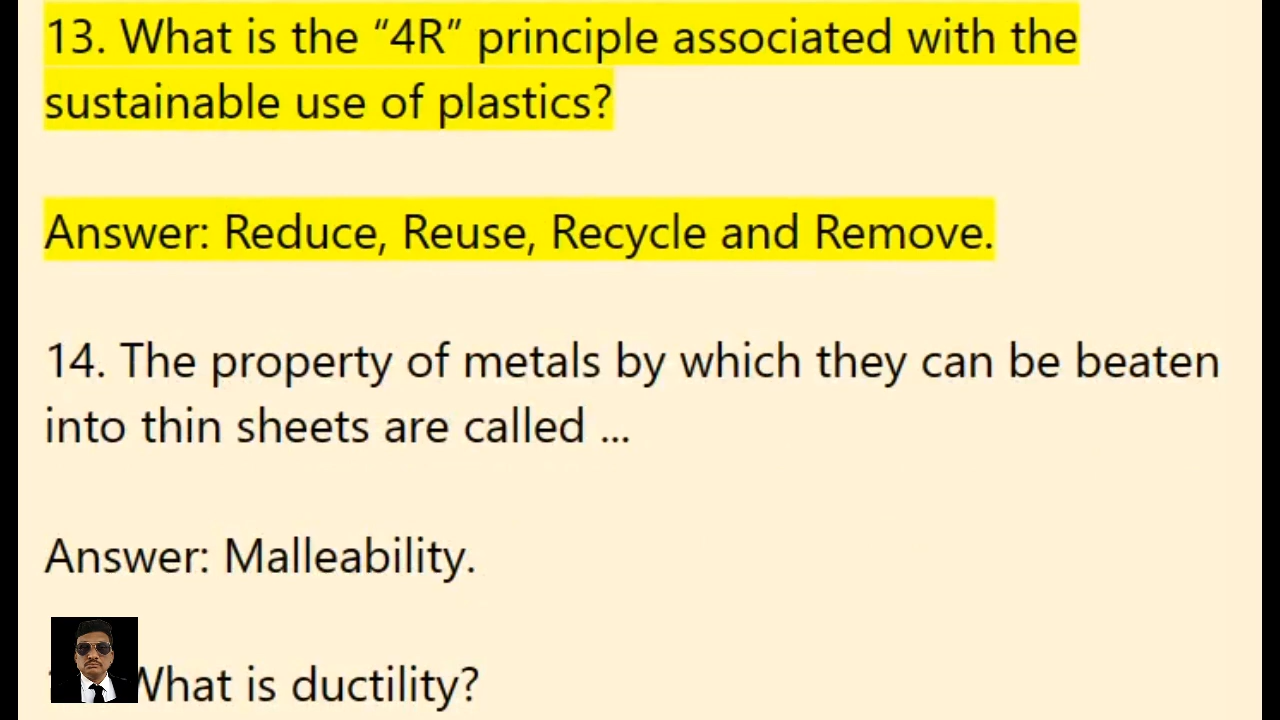 13. What is the “4R” principle associated with the
sustainable use of plastics?
Answer: Reduce, Reuse, Recycle and Remove.
14. The property of metals by which they can be beaten
into thin sheets are called ...
Answer: Malleability.
What is ductility?